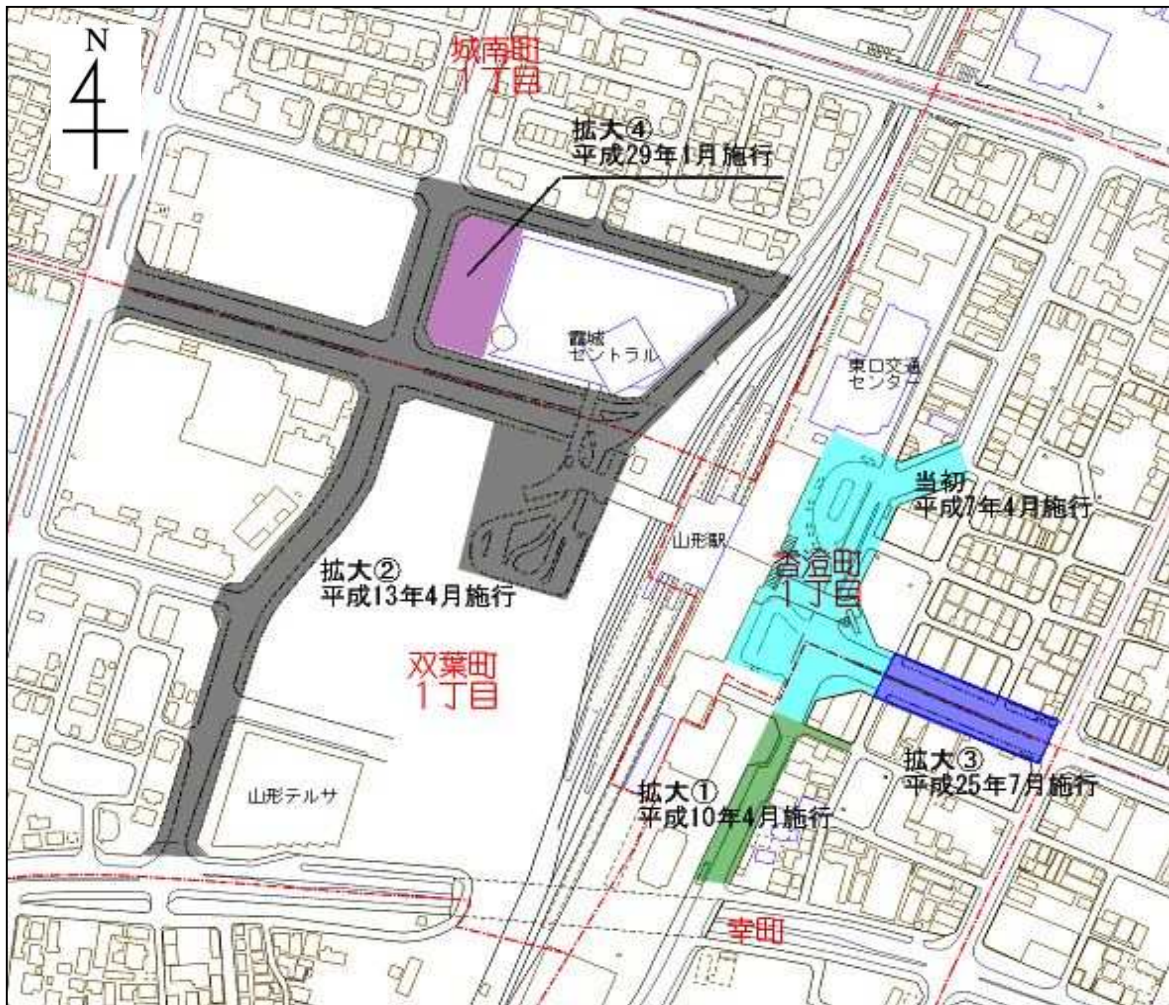 N
城南町
1丁目
拡大④
平成29年1月施行
霞城
セントラル
東口交通
センター
当初
平成7年4月施行
山形駅
香澄町
1丁目
拡大②
平成13年4月施行
双葉町
1丁目
拡大③
平成25年7月施行
拡大①
平成10年4月施行
山形テルサ
幸町